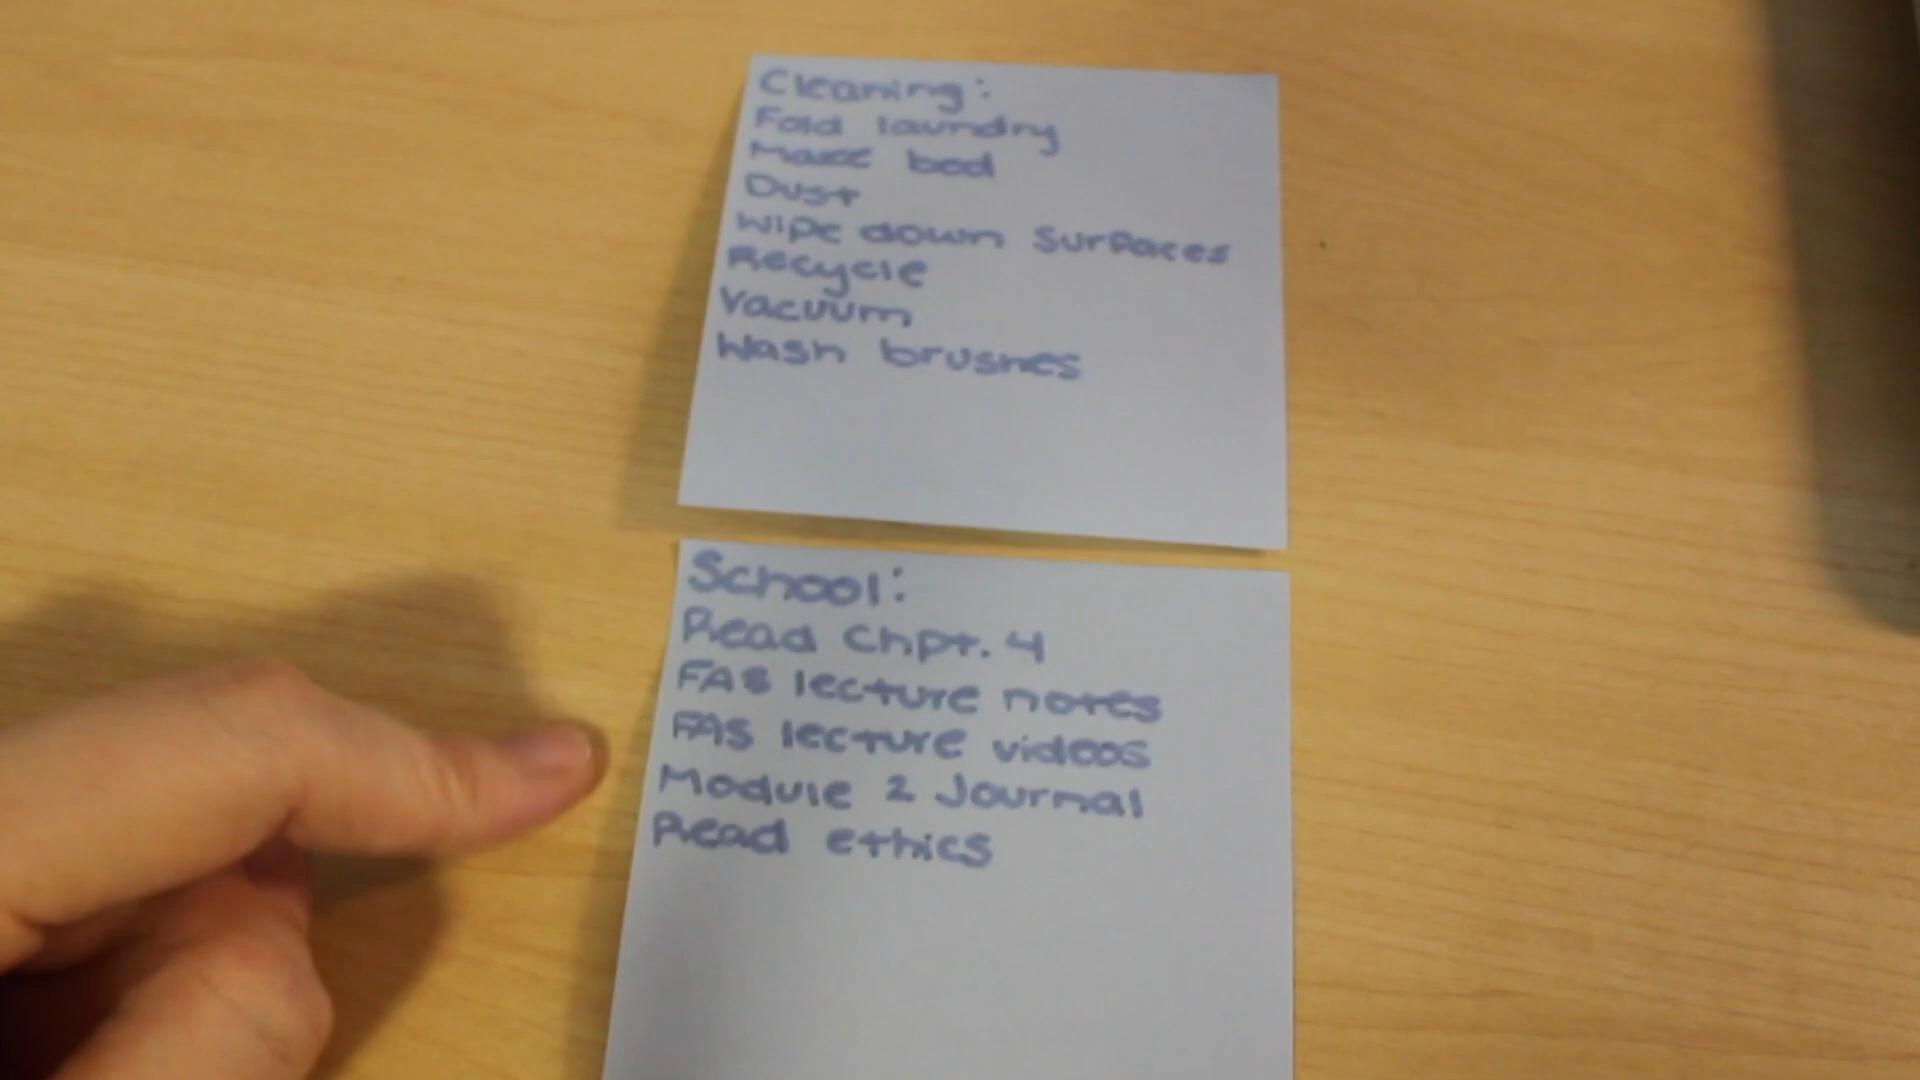 Cleaning:
Fold laundry
Make bed
Dust
Wipe down surfaces
Recycle
Vacuum
Wash brushes
School:
Read Chpt. 4
FAS lecture notes
FAS lecture videos
Module 2 Journal
Read ethics